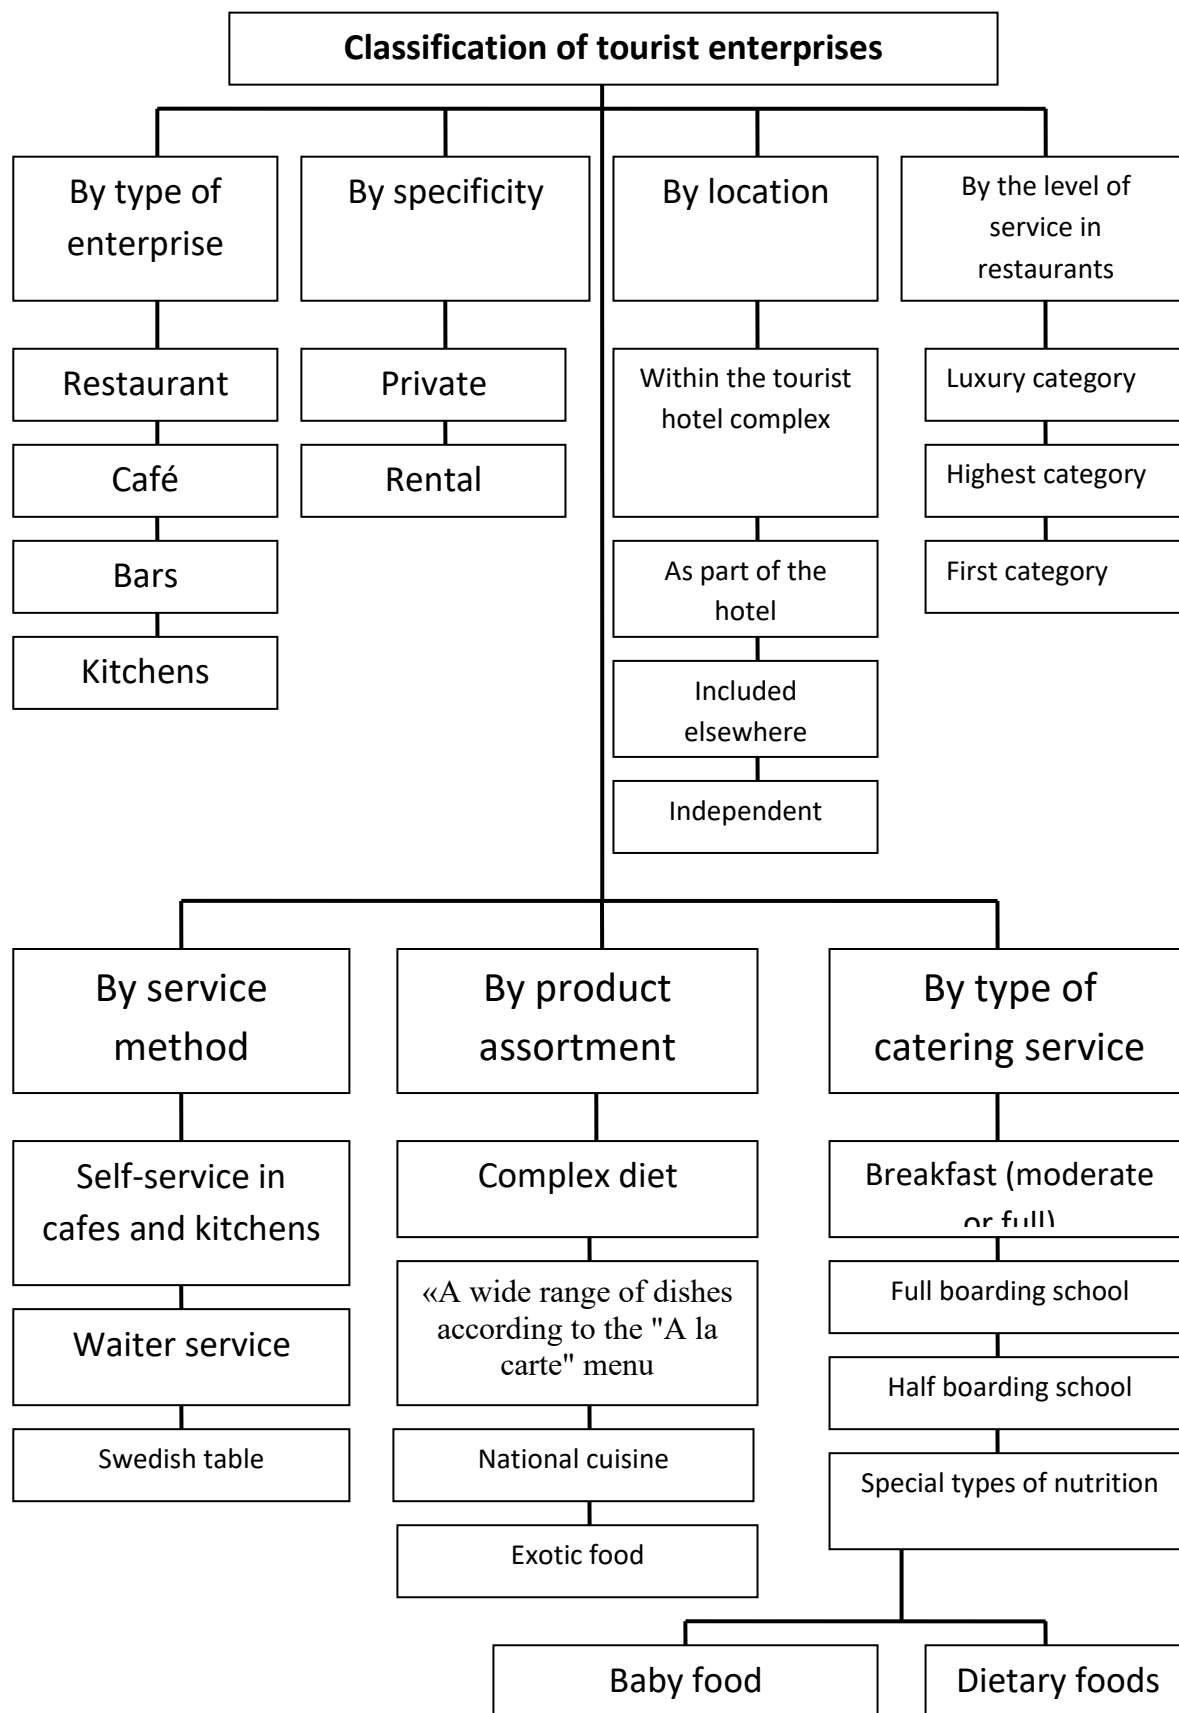 Classification of tourist enterprises
By type of
enterprise
By specificity
By location
By the level of
service in
restaurants
Restaurant
Private
Within the tourist
hotel complex
Luxury category
Café
Rental
Highest category
Bars
As part of the
hotel
First category
Kitchens
Included
elsewhere
Independent
By service
method
By product
assortment
By type of
catering service
Self-service in
cafes and kitchens
Complex diet
Breakfast (moderate
or full)
Waiter service
«A wide range of dishes
according to the "A la
carte" menu
Full boarding school
Half boarding school
Swedish table
National cuisine
Special types of nutrition
Exotic food
Baby food
Dietary foods